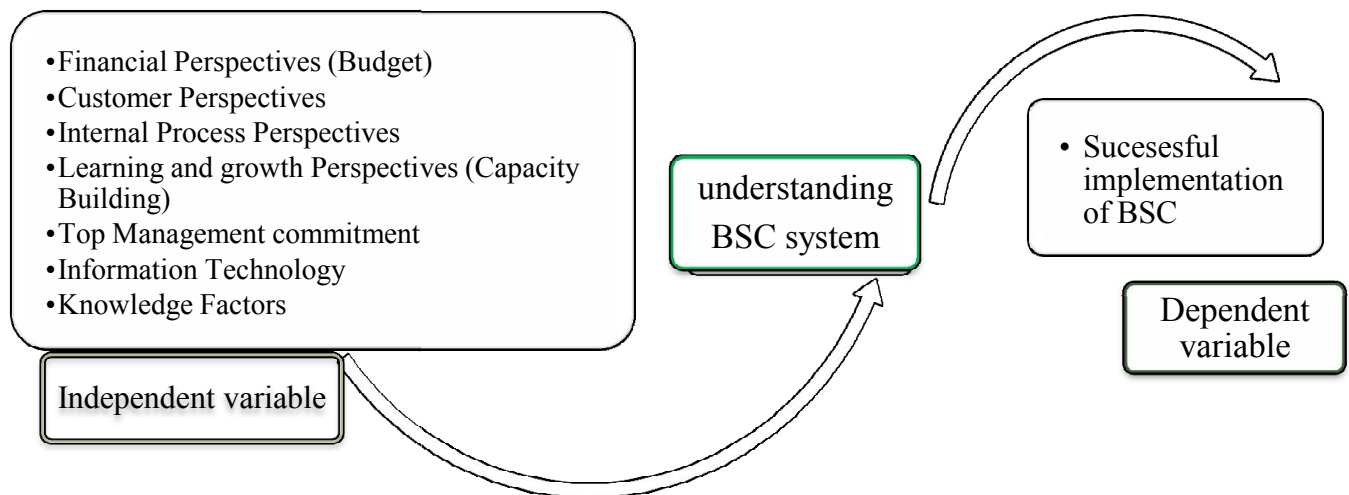 •Financial Perspectives (Budget)
•Customer Perspectives
•Internal Process Perspectives
•Learning and growth Perspectives (Capacity
Building)
•Top Management commitment
•Information Technology
•Knowledge Factors
Independent variable
understanding
BSC system
• Sucesesful
implementation
of BSC
Dependent
variable